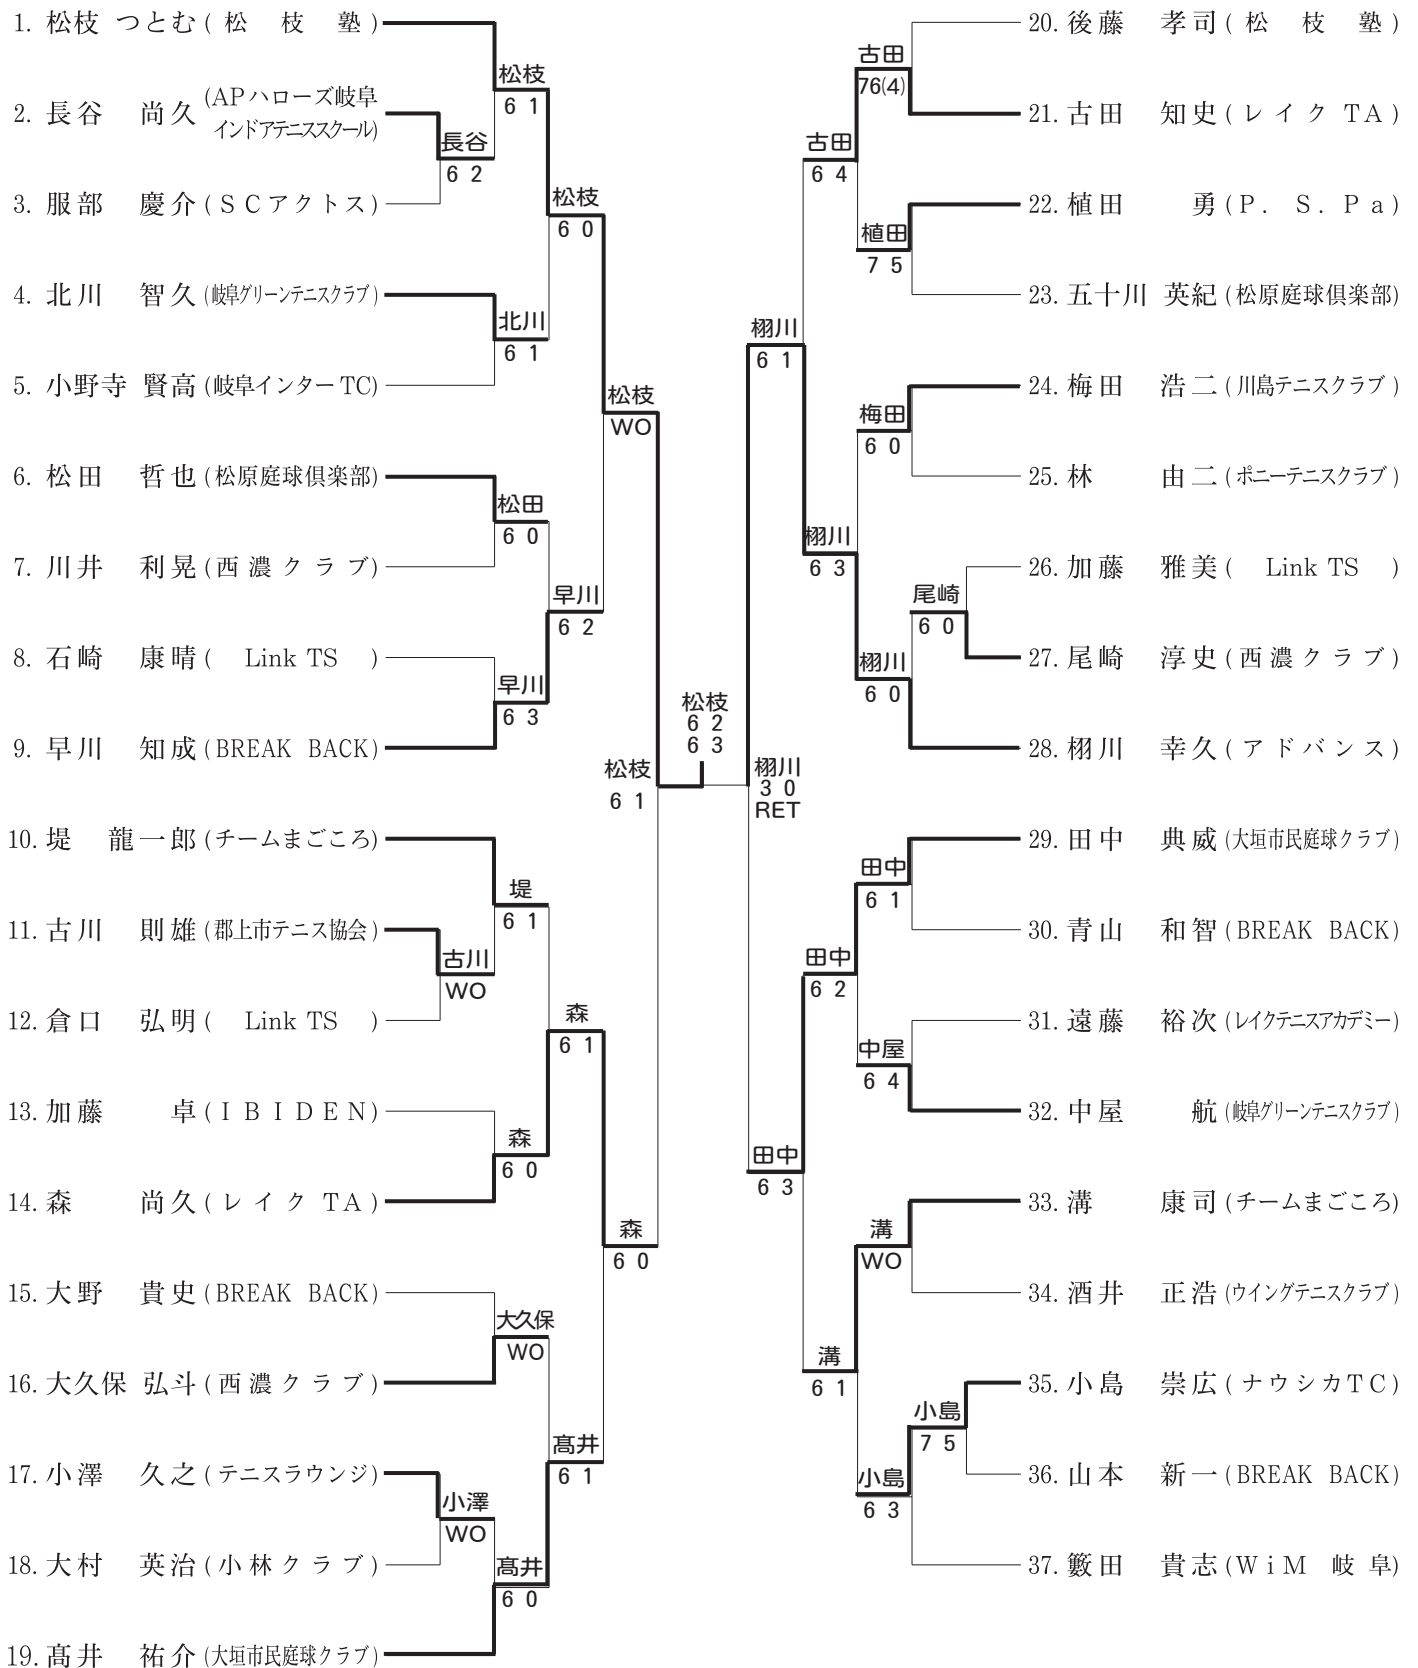 1. 松枝 つとむ (松 枝 塾)
2. 長谷 尚久 (APハローズ岐阜
インドアテニススクール)
3. 服部 慶介 (SCアクトス)
4. 北川 智久 (岐阜グリーンテニスクラブ)
5. 小野寺 賢高 (岐阜インターTC)
6. 松田 哲也 (松原庭球倶楽部)
7. 川井 利晃 (西濃クラブ)
8. 石崎 康晴 ( Link TS )
9. 早川 知成 (BREAK BACK)
10. 堤 龍一郎 (チームまごころ)
11. 古川 則雄 (郡上市テニス協会)
12. 倉口 弘明 ( Link TS )
13. 加藤 卓 (IBIDEN)
14. 森 尚久 (レイクTA)
15. 大野 貴史 (BREAK BACK)
16. 大久保 弘斗 (西濃クラブ)
17. 小澤 久之 (テニスラウンジ)
18. 大村 英治 (小林クラブ)
19. 髙井 祐介 (大垣市民庭球クラブ)
長谷
6 2
古川
WO
小澤
WO
松枝
6 1
北川
6 1
松田
6 0
早川
6 3
堤
6 1
森
6 0
大久保
WO
髙井
6 0
松枝
6 0
早川
6 2
森
6 1
髙井
6 1
松枝
WO
森
6 0
松枝
6 1
松枝
6 2
6 3
栩川
3 0
RET
栩川
6 1
田中
6 3
古田
6 4
栩川
6 3
田中
6 2
溝
6 1
古田
76(4)
植田
7 5
梅田
6 0
栩川
6 0
田中
6 1
中屋
6 4
溝
WO
小島
6 3
尾崎
6 0
小島
7 5
20. 後藤 孝司 (松 枝 塾)
21. 古田 知史 (レイクTA)
22. 植田 勇 (P. S. Pa)
23. 五十川 英紀 (松原庭球倶楽部)
24. 梅田 浩二 (川島テニスクラブ)
25. 林 由二 (ポニーテニスクラブ)
26. 加藤 雅美 ( Link TS )
27. 尾崎 淳史 (西濃クラブ)
28. 栩川 幸久 (アドバンス)
29. 田中 典威 (大垣市民庭球クラブ)
30. 青山 和智 (BREAK BACK)
31. 遠藤 裕次 (レイクテニスアカデミー)
32. 中屋 航 (岐阜グリーンテニスクラブ)
33. 溝 康司 (チームまごころ)
34. 酒井 正浩 (ウイングテニスクラブ)
35. 小島 崇広 (ナウシカTC)
36. 山本 新一 (BREAK BACK)
37. 籔田 貴志 (WiM 岐阜)